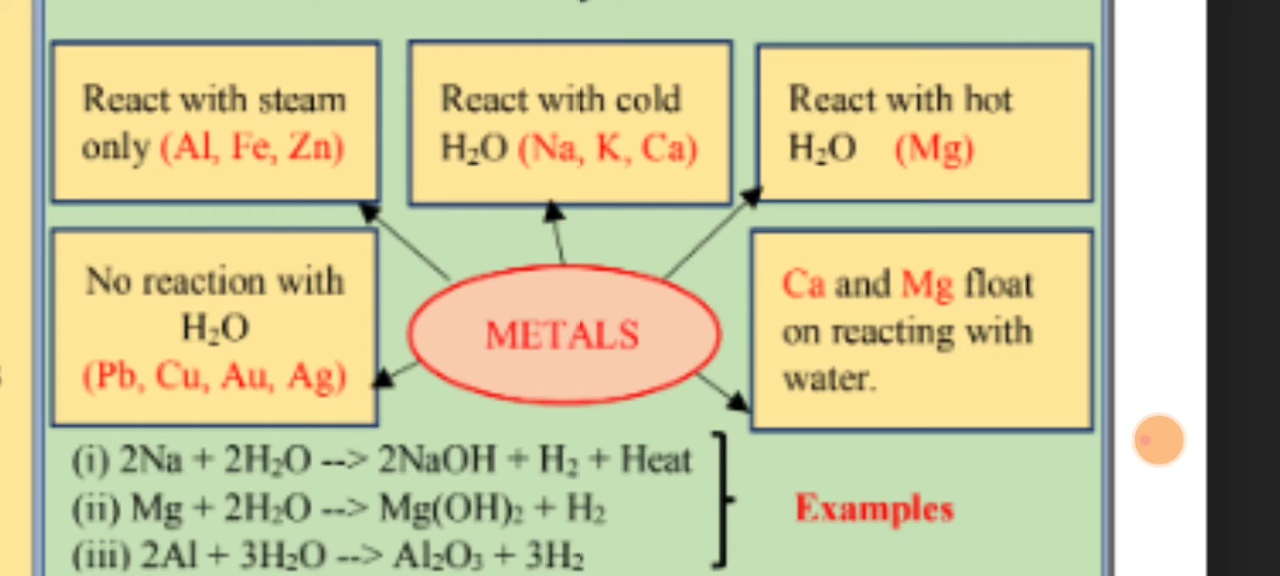 React with steam
only (Al, Fe, Zn)
React with cold
H₂O (Na, K, Ca)
React with hot
H₂O (Mg)
No reaction with
H₂O
(Pb, Cu, Au, Ag)
METALS
Ca and Mg float
on reacting with
water.
(i) 2Na + 2H₂O --> 2NaOH + H₂ + Heat
(ii) Mg + 2H₂O --> Mg(OH)₂ + H₂
(iii) 2Al + 3H₂O --> Al₂O₃ + 3H₂
Examples